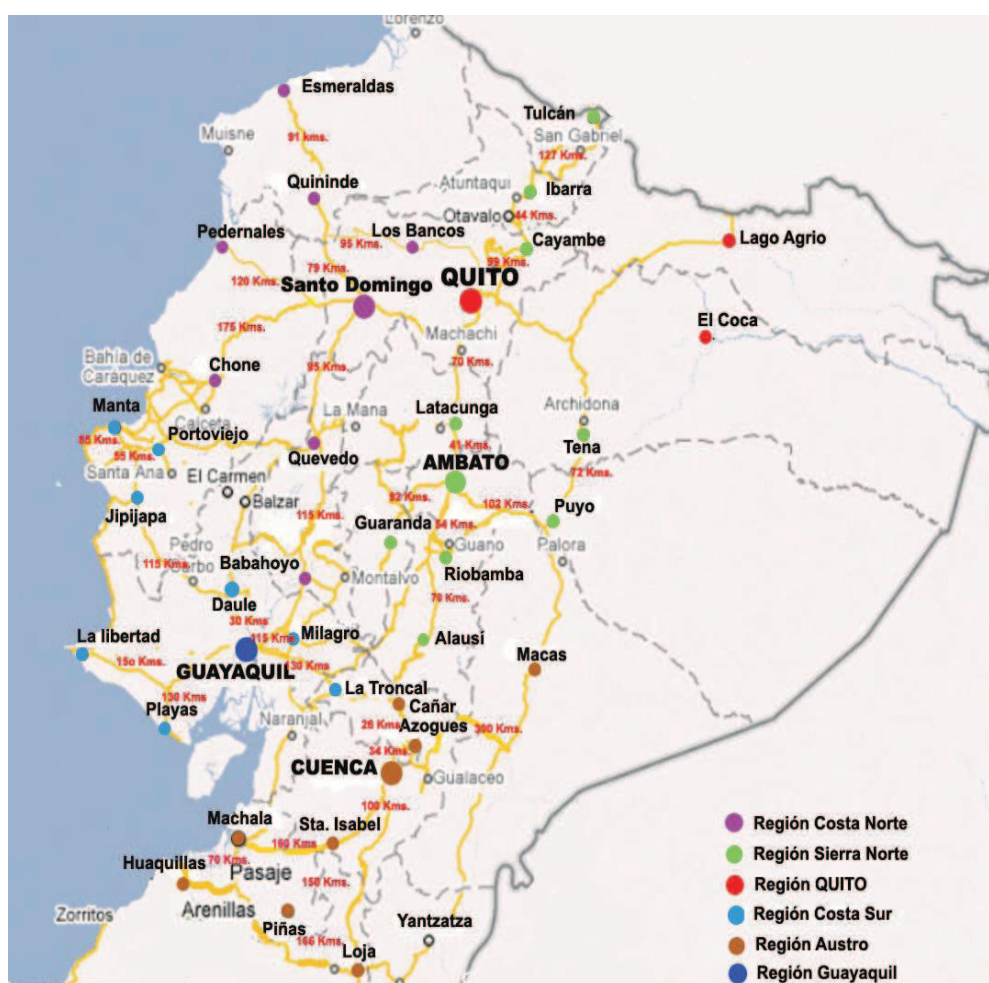 Lorenzo
Esmeraldas
Tulcán
91 kms.
Muisne
San Gabriel
127 Kms.
Quininde
Atuntaqui
Ibarra
Otavalo
44 Kms.
Pedernales
95 Kms.
Los Bancos
Cayambe
Lago Agrio
99 Kms.
79 Kms.
120 Kms.
Santo Domingo
QUITO
El Coca
175 Kms.
Machachi
Bahía de
Caráquez
Chone
95 Kms.
70 Kms.
Manta
Calceta
La Mana
Latacunga
Archidona
85 Kms.
Portoviejo
41 Kms.
Tena
55 Kms.
Quevedo
AMBATO
Santa Ana
El Carmen
72 Kms.
Balzar
92 Kms.
102 Kms.
Jipijapa
115 Kms.
Guaranda
54 Kms.
Puyo
Pedro
Carbo
115 Kms.
Guano
Palora
Babahoyo
Montalvo
Riobamba
Daule
78 Kms.
30 Kms
La libertad
115 Kms
Milagro
Alausí
15o Kms.
GUAYAQUIL
130 Kms
Macas
130 Kms
La Troncal
Playas
Cañar
Naranjal
26 Kms.
Azogues
300 Kms.
34 Kms.
CUENCA
Gualaceo
100 Kms.
Machala
Sta. Isabel
160 Kms
Huaquillas
70 Kms.
Pasaje
150 Kms.
Zorritos
Arenillas
Piñas
Yantzatza
166 Kms.
Loja
Región Costa Norte
Región Sierra Norte
Región QUITO
Región Costa Sur
Región Austro
Región Guayaquil